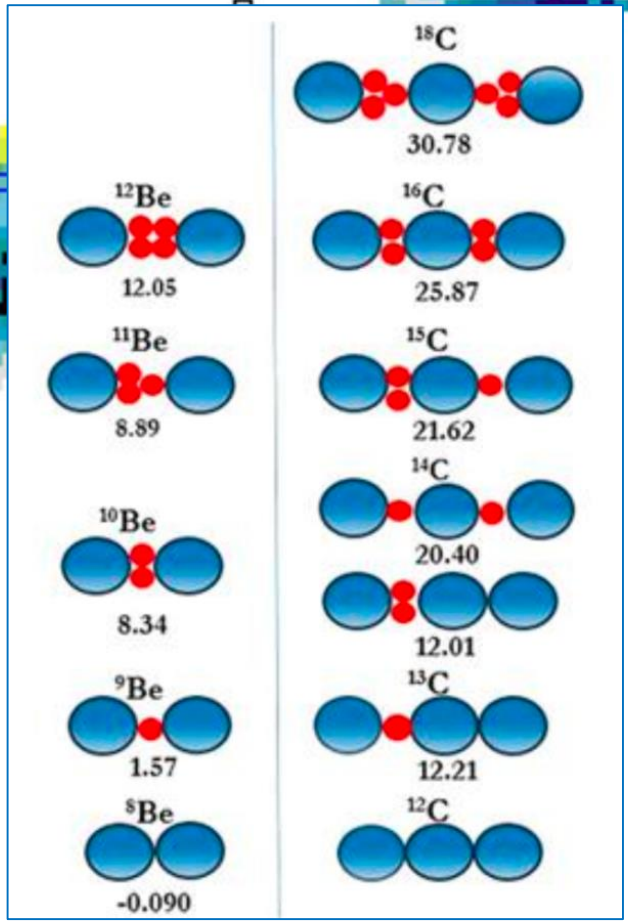 ¹²Be
12.05
¹¹Be
8.89
¹⁰Be
8.34
⁹Be
1.57
⁸Be
-0.090
¹⁸C
30.78
¹⁶C
25.87
¹⁵C
21.62
¹⁴C
20.40
12.01
¹³C
12.21
¹²C